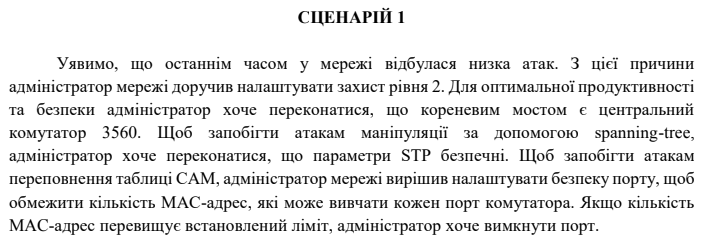 СЦЕНАРІЙ 1
Уявимо, що останнім часом у мережі відбулася низка атак. З цієї причини
адміністратор мережі доручив налаштувати захист рівня 2. Для оптимальної продуктивності
та безпеки адміністратор хоче переконатися, що кореневим мостом є центральний
комутатор 3560. Щоб запобігти атакам маніпуляції за допомогою spanning-tree,
адміністратор хоче переконатися, що параметри STP безпечні. Щоб запобігти атакам
переповнення таблиці CAM, адміністратор мережі вирішив налаштувати безпеку порту, щоб
обмежити кількість MAC-адрес, які може вивчати кожен порт комутатора. Якщо кількість
MAC-адрес перевищує встановлений ліміт, адміністратор хоче вимкнути порт.